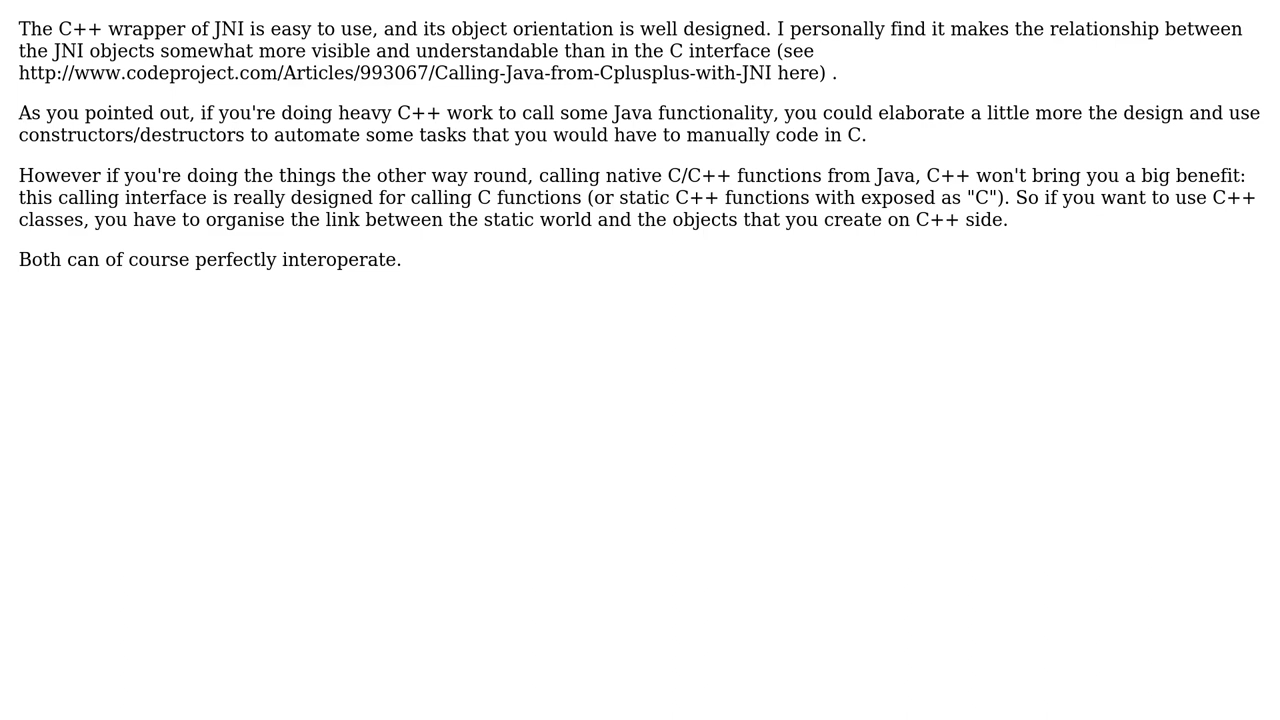 The C++ wrapper of JNI is easy to use, and its object orientation is well designed. I personally find it makes the relationship between
the JNI objects somewhat more visible and understandable than in the C interface (see
http://www.codeproject.com/Articles/993067/Calling-Java-from-Cplusplus-with-JNI here) .
As you pointed out, if you're doing heavy C++ work to call some Java functionality, you could elaborate a little more the design and use
constructors/destructors to automate some tasks that you would have to manually code in C.
However if you're doing the things the other way round, calling native C/C++ functions from Java, C++ won't bring you a big benefit:
this calling interface is really designed for calling C functions (or static C++ functions with exposed as "C"). So if you want to use C++
classes, you have to organise the link between the static world and the objects that you create on C++ side.
Both can of course perfectly interoperate.